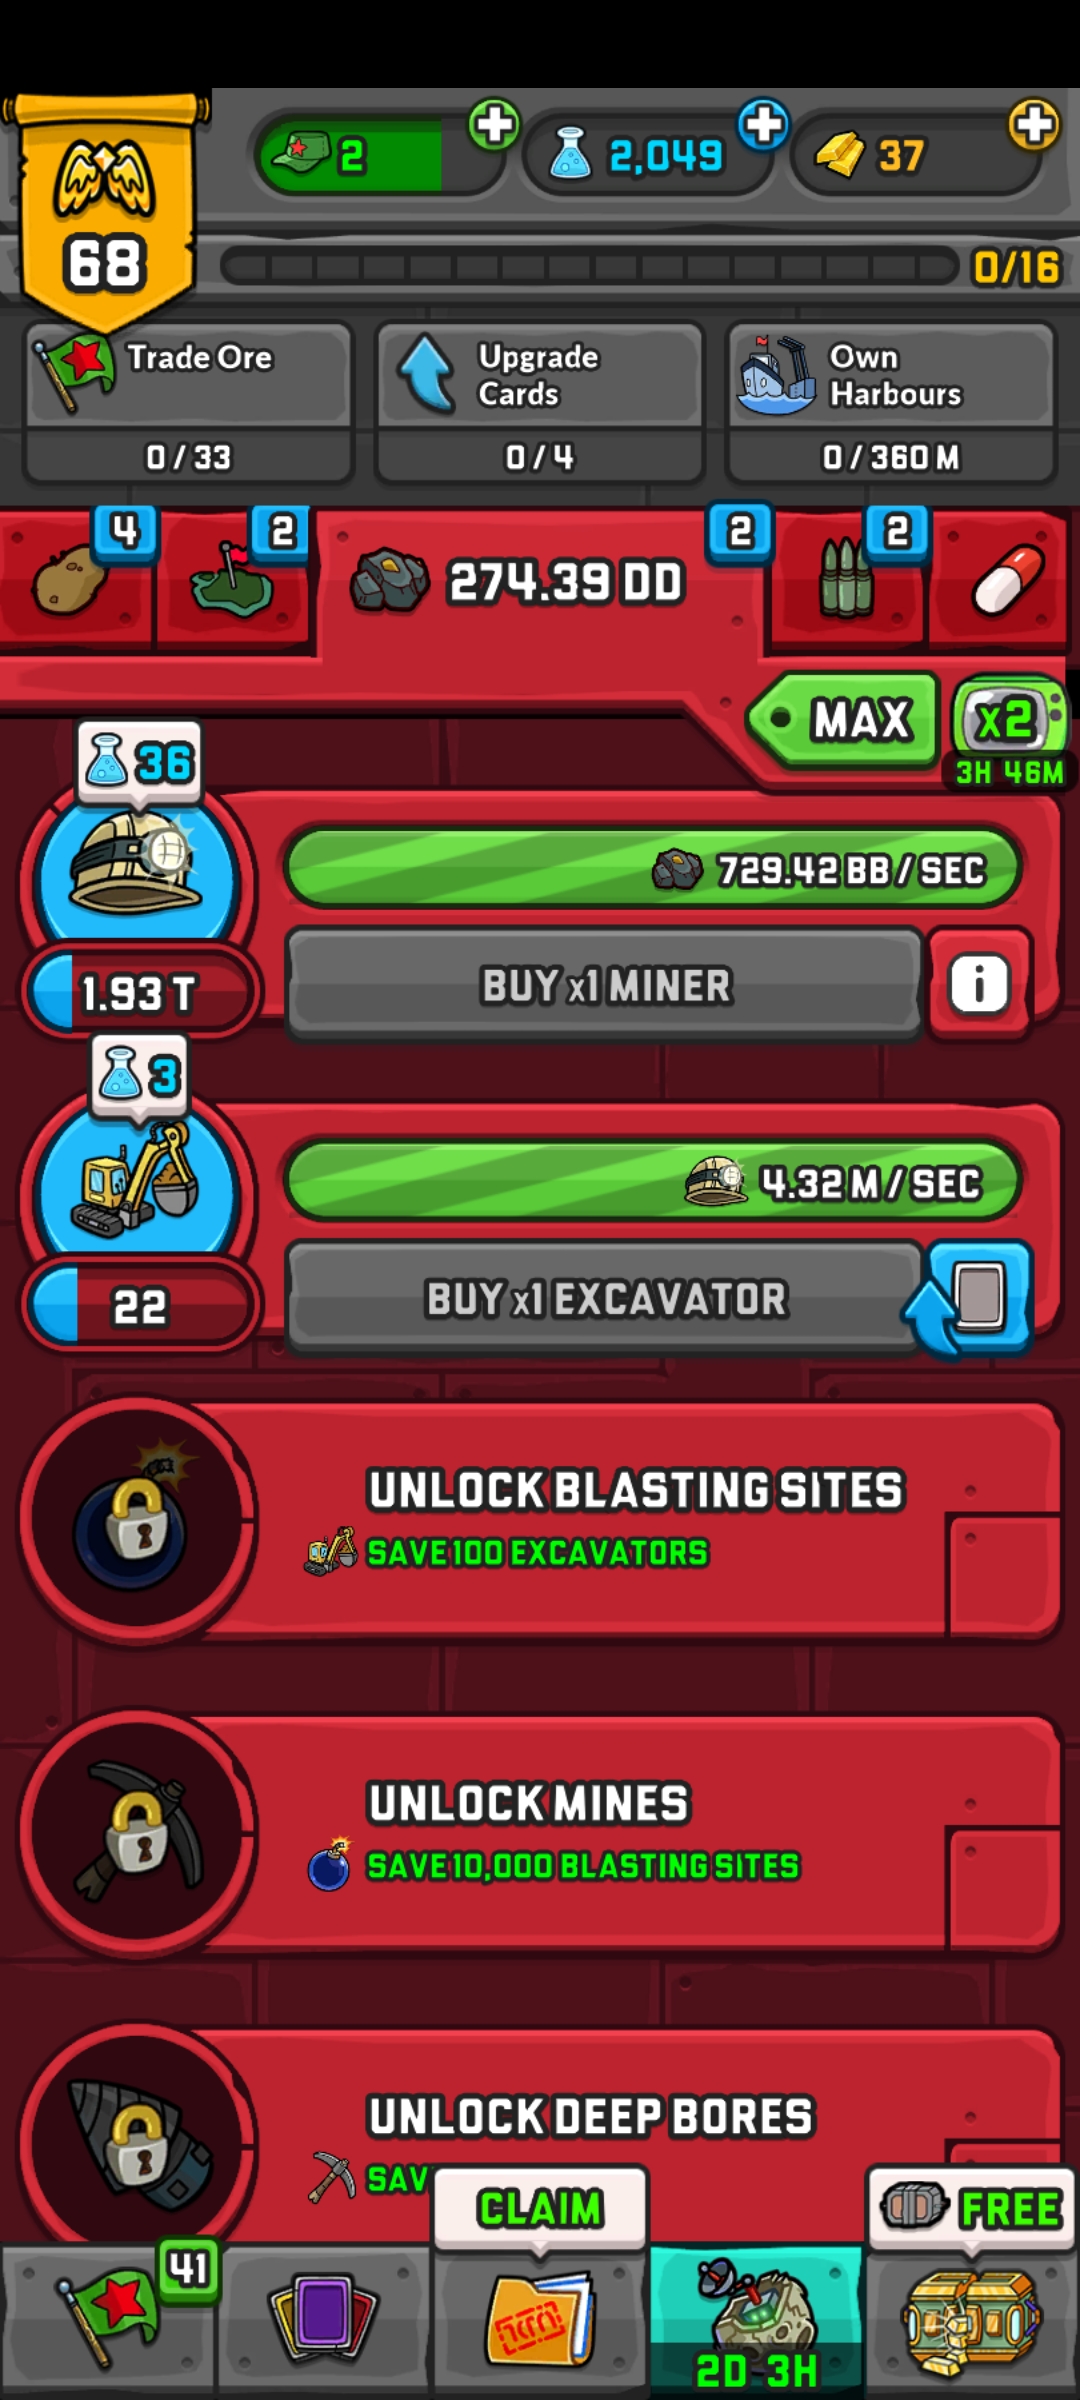 2
2,049
37
68
0/16
Trade Ore
Upgrade
Cards
Own
Harbours
0 / 33
0 / 4
0 / 360 M
4
2
2
2
274.39 DD
MAX
x2
3H 46M
36
729.42 BB / SEC
1.93 T
BUY x1 MINER
i
3
4.32 M / SEC
22
BUY x1 EXCAVATOR
UNLOCK BLASTING SITES
SAVE 100 EXCAVATORS
UNLOCK MINES
SAVE 10,000 BLASTING SITES
UNLOCK DEEP BORES
SAV
CLAIM
FREE
41
2D 3H